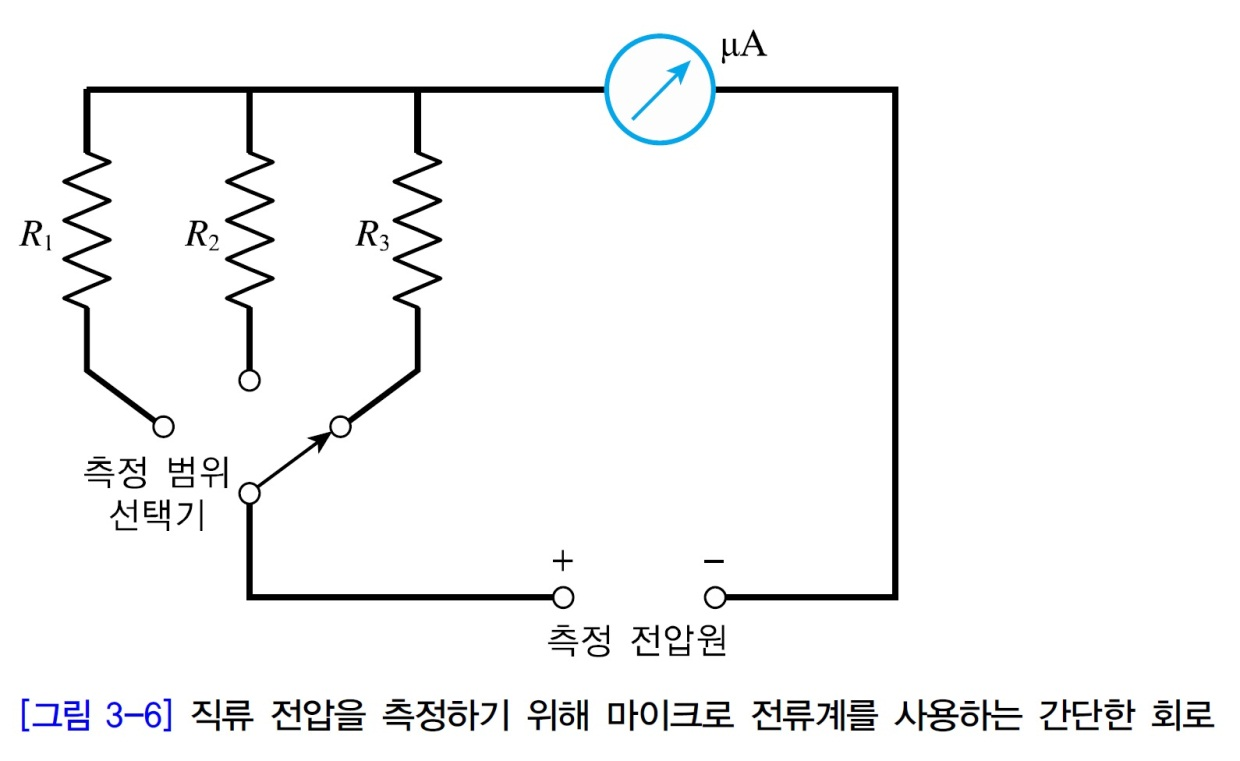 μA
R1
R2
R3
측정 범위
선택기
+
−
측정 전압원
[그림 3−6] 직류 전압을 측정하기 위해 마이크로 전류계를 사용하는 간단한 회로